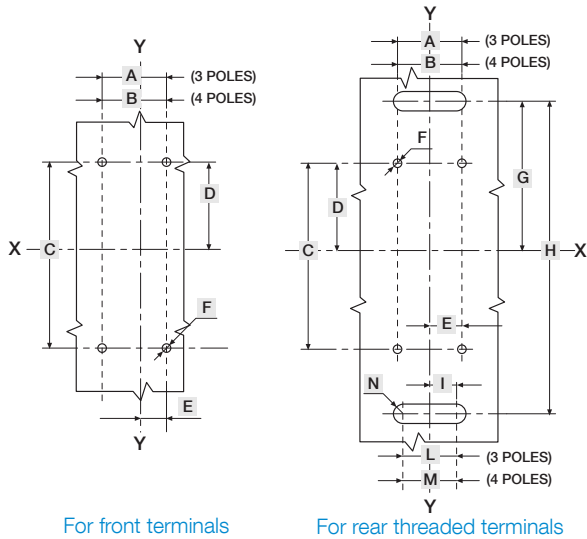 Y
A (3 POLES)
B (4 POLES)
D
X C
F
E
Y
For front terminals
Y
A (3 POLES)
B (4 POLES)
F
G
D
C H X
E
N I
L (3 POLES)
M (4 POLES)
Y
For rear threaded terminals